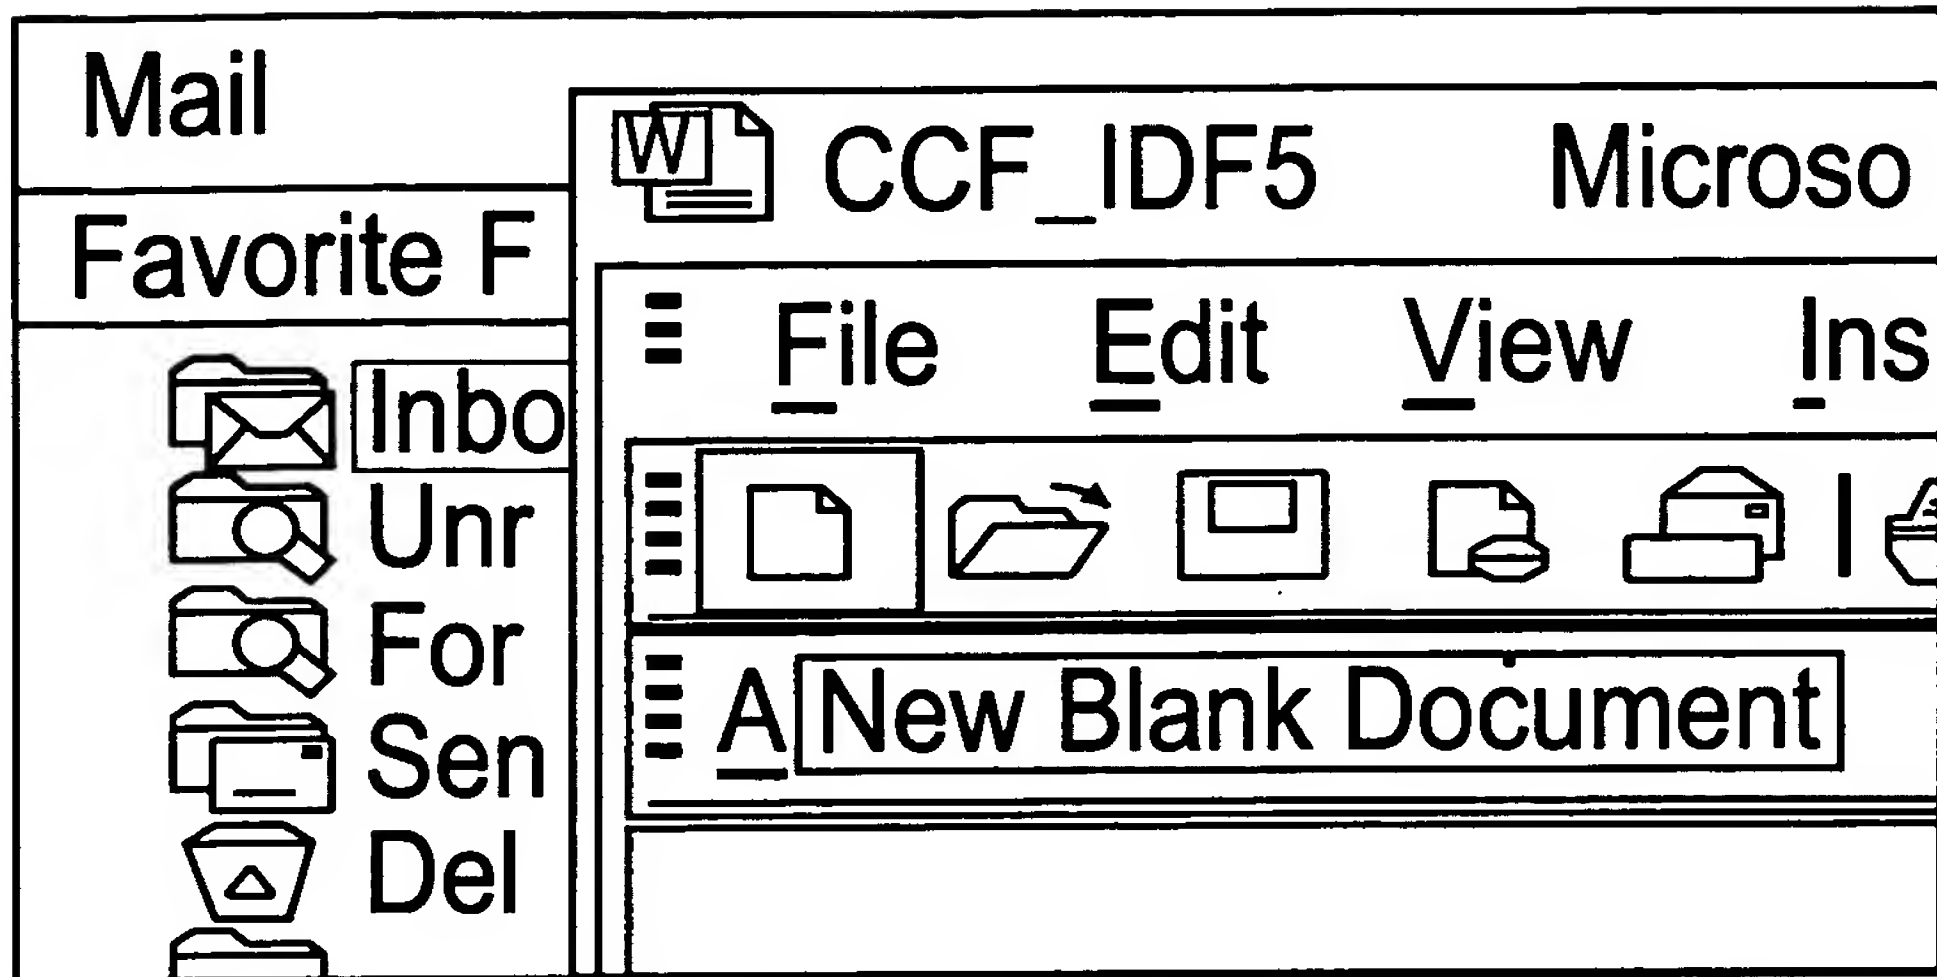 Mail
Favorite F
Inbo
Unr
For
Sen
Del
W CCF_IDF5 Microso
File Edit View Ins
A New Blank Document